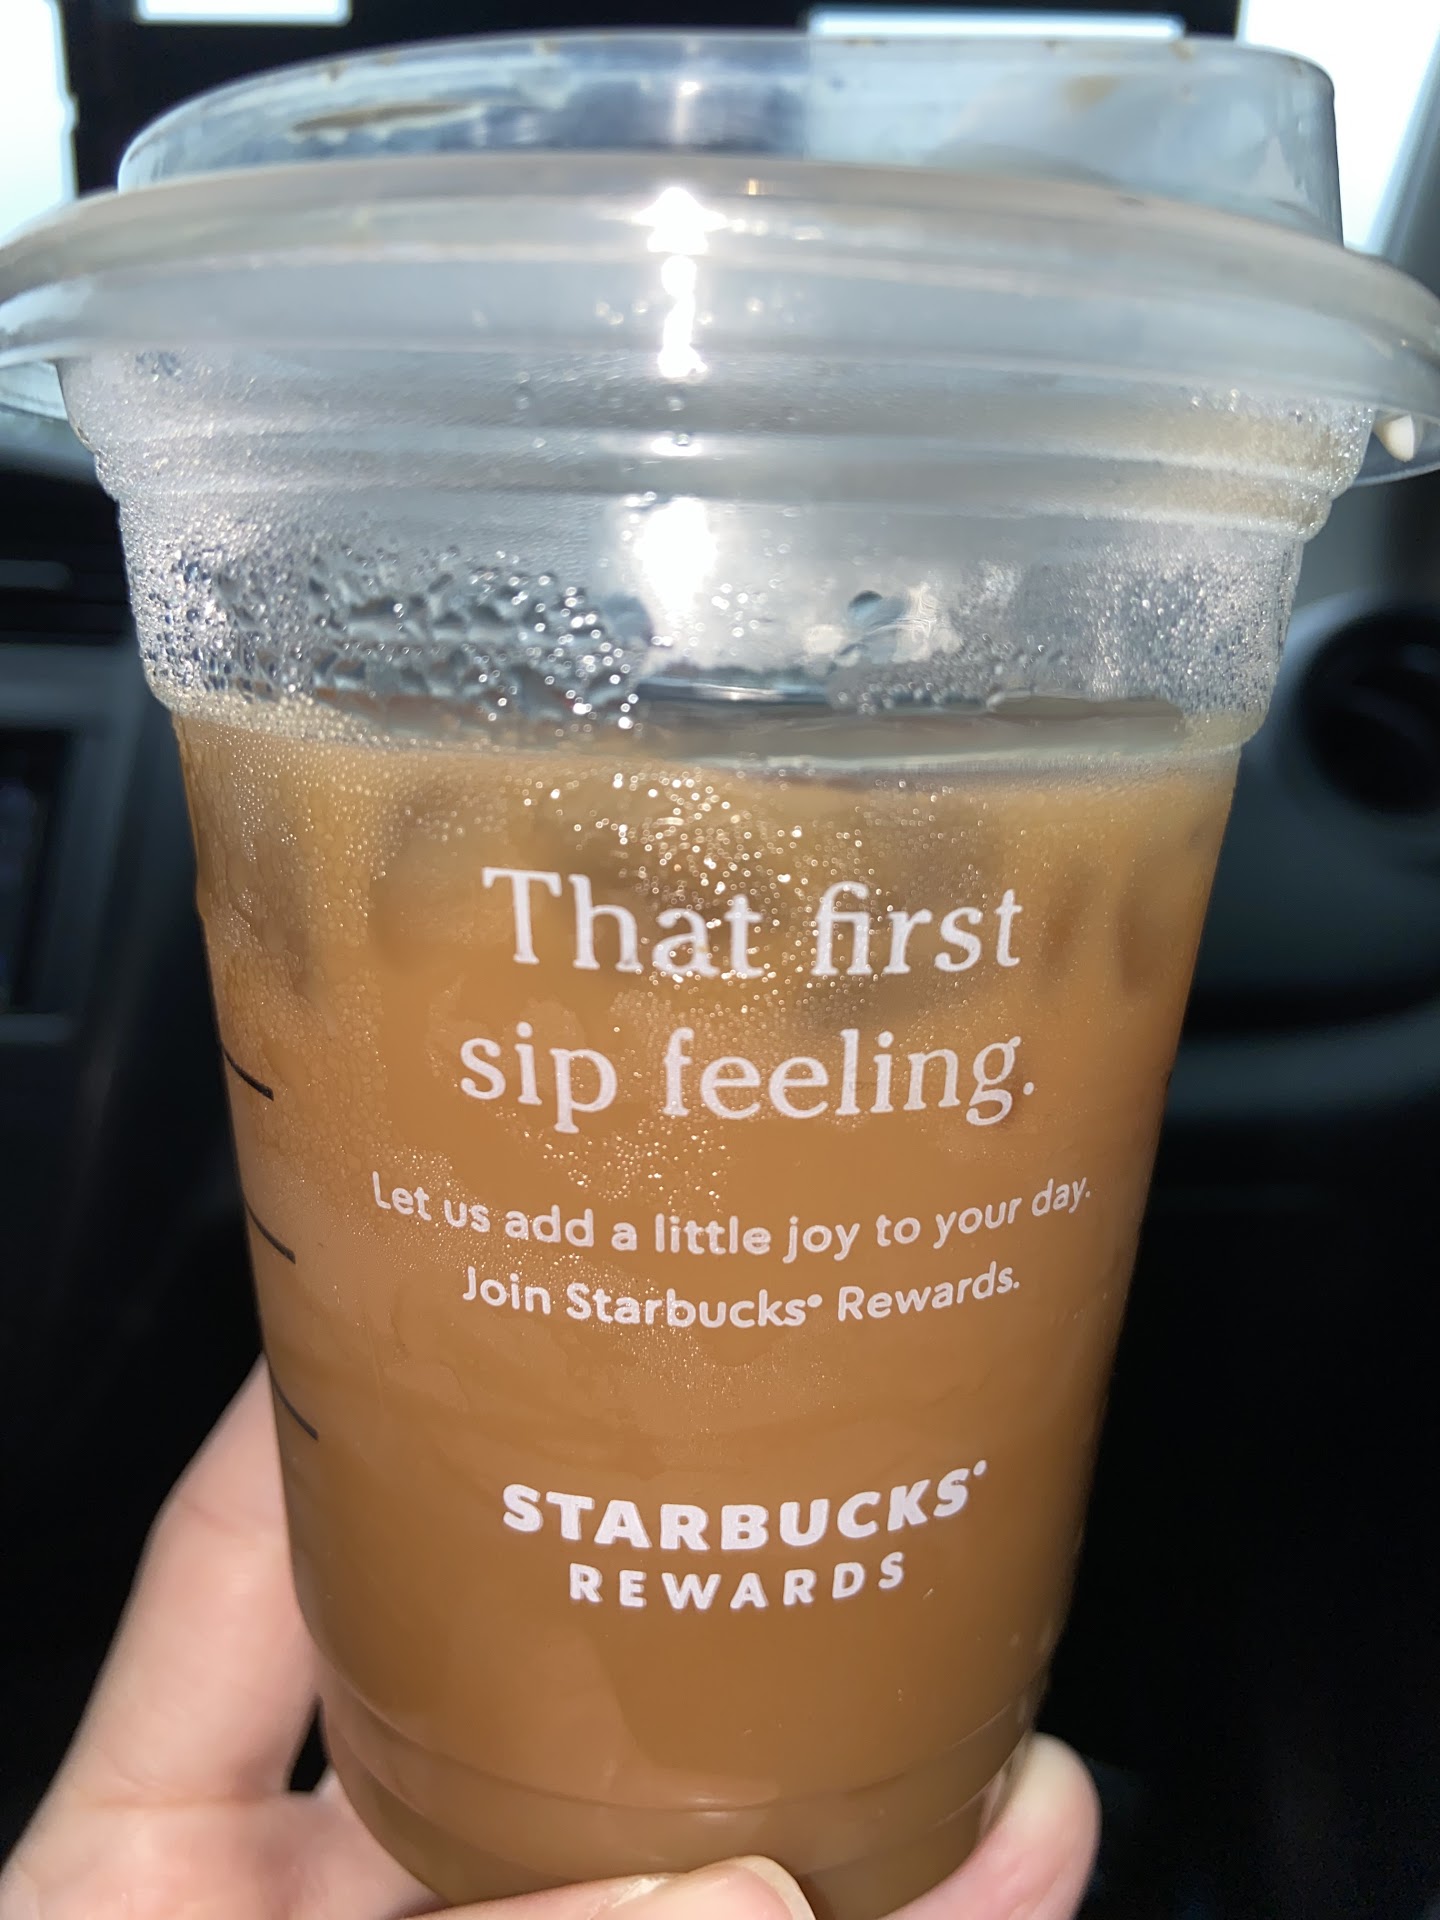 That first
sip feeling.
Let us add a little joy to your day.
Join Starbucks® Rewards.
STARBUCKS®
REWARDS